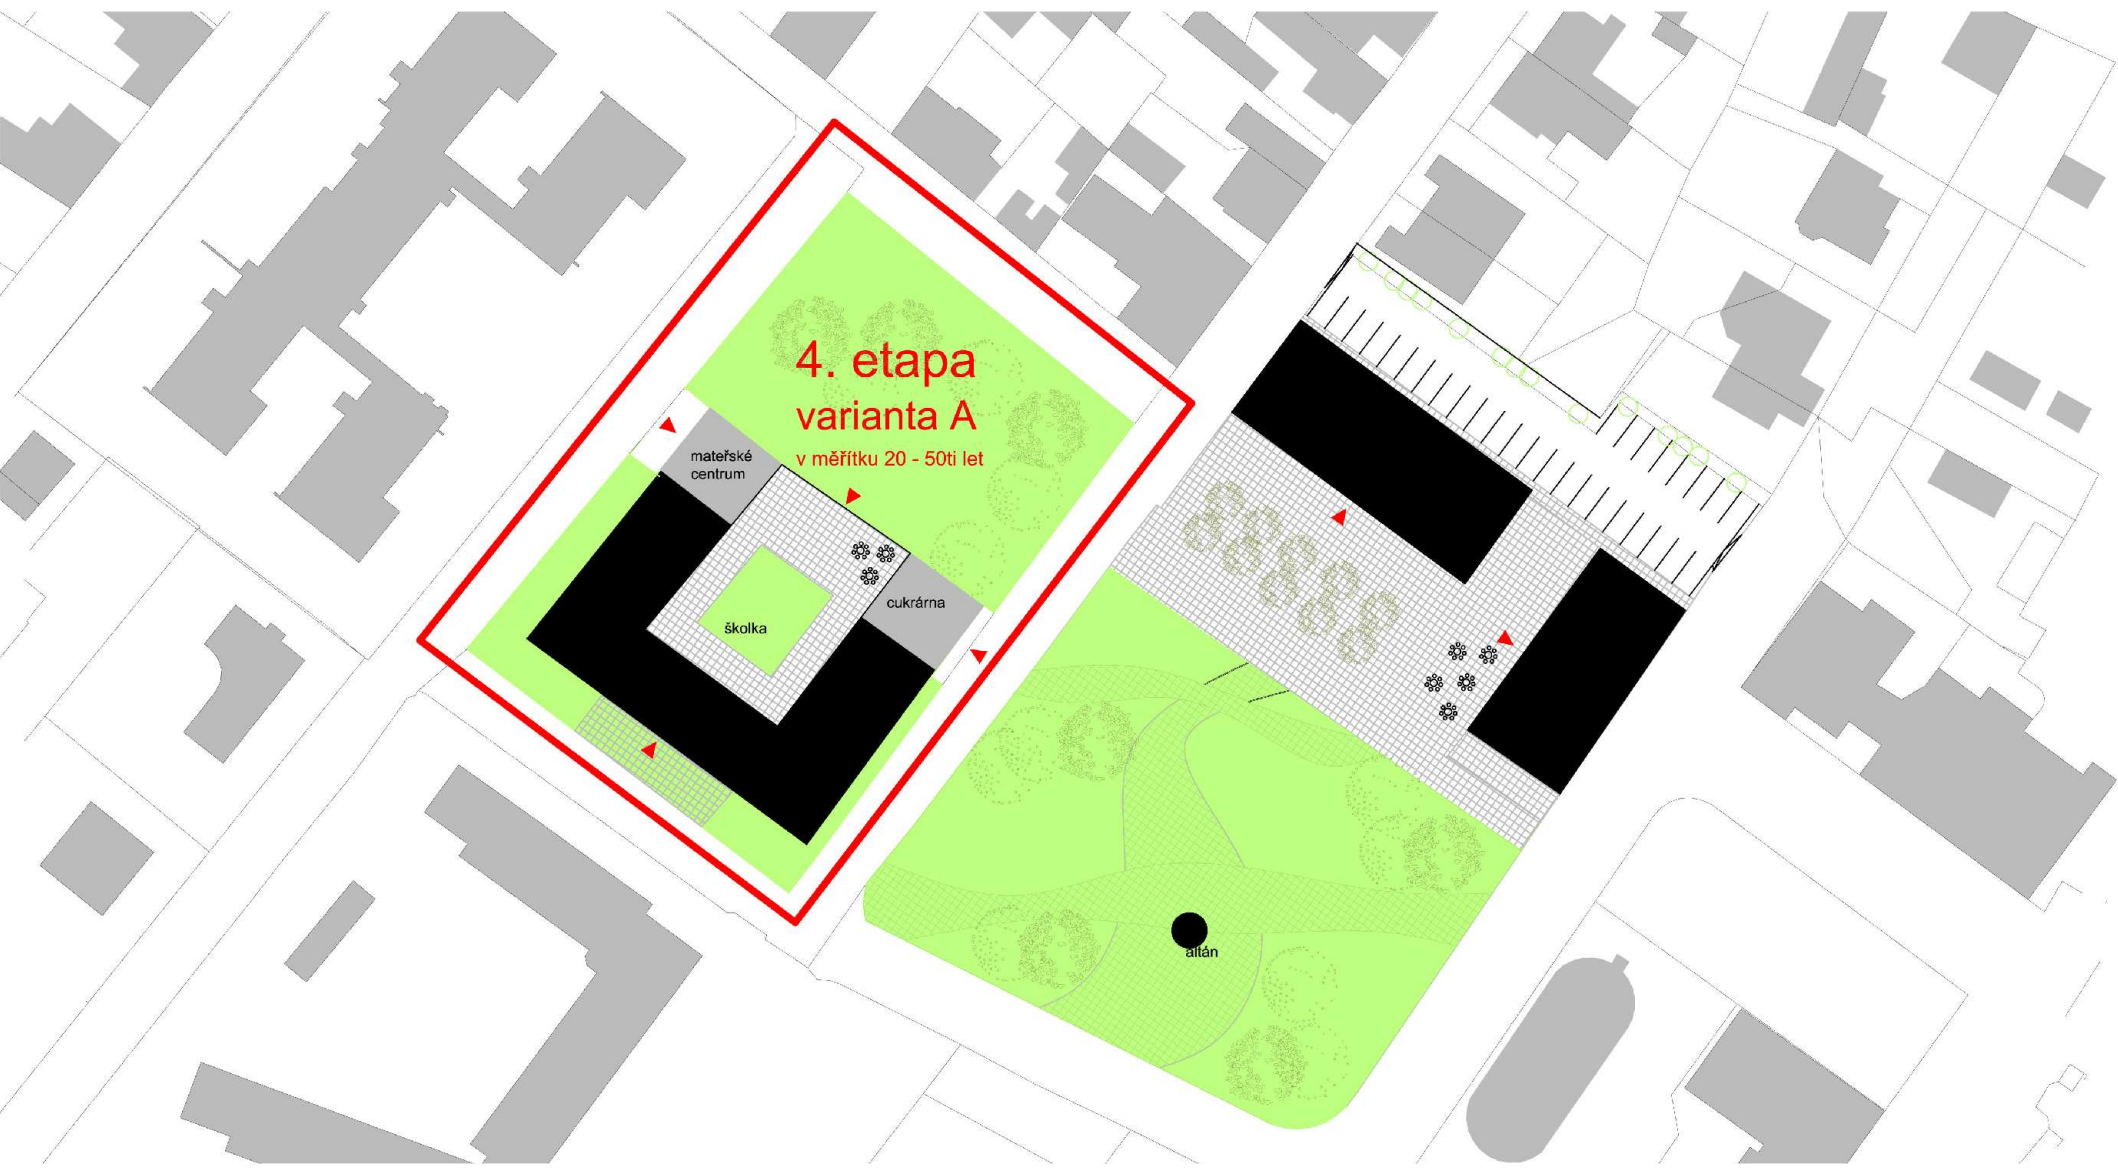 4. etapa
varianta A
v měřítku 20 - 50ti let
mateřské
centrum
cukrárna
školka
altán